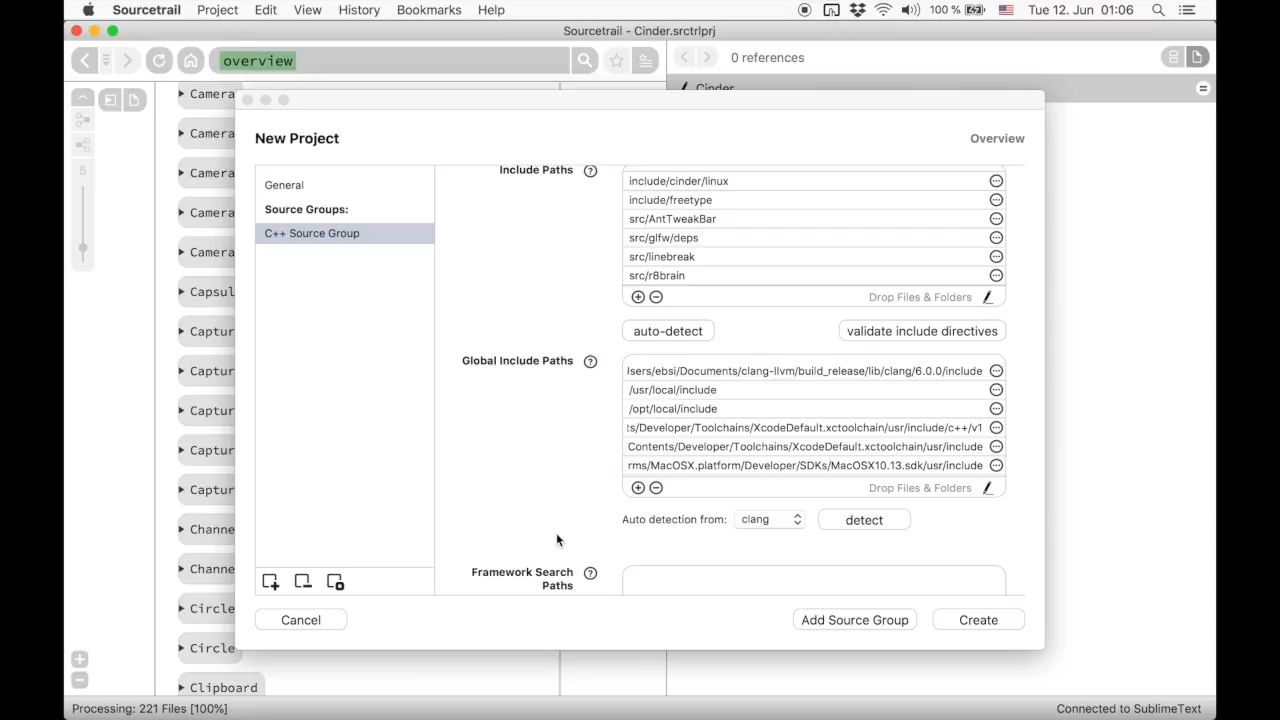 Sourcetrail Project Edit View History Bookmarks Help 100 % Tue 12. Jun 01:06
Sourcetrail - Cinder.srctrlprj
overview
0 references
Cinder
5
Camera
Camera
Camera
Camera
Camera
Capsul
Captur
Captur
Captur
Captur
Captur
Channe
Channe
Circle
Circle
Clipboard
New Project
Overview
General
Source Groups:
C++ Source Group
Include Paths ?
include/cinder/linux
include/freetype
src/AntTweakBar
src/glfw/deps
src/linebreak
src/r8brain
Drop Files & Folders
auto-detect
validate include directives
Global Include Paths ?
Jsers/ebsi/Documents/clang-llvm/build_release/lib/clang/6.0.0/include
/usr/local/include
/opt/local/include
ts/Developer/Toolchains/XcodeDefault.xctoolchain/usr/include/c++/v1
Contents/Developer/Toolchains/XcodeDefault.xctoolchain/usr/include
rms/MacOSX.platform/Developer/SDKs/MacOSX10.13.sdk/usr/include
Drop Files & Folders
Auto detection from: clang detect
Framework Search
Paths ?
Cancel
Add Source Group
Create
Processing: 221 Files [100%]
Connected to SublimeText